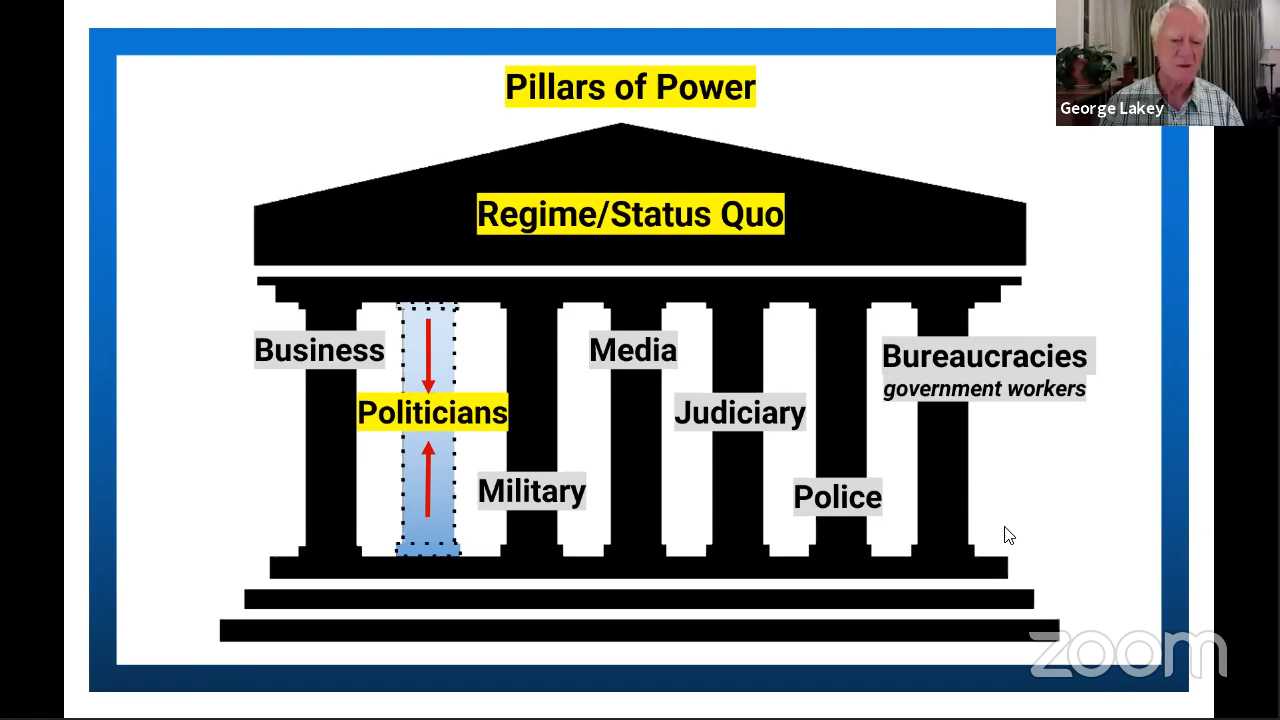 Pillars of Power
George Lakey
Regime/Status Quo
Business
Media
Bureaucracies
government workers
Politicians
Judiciary
Military
Police
zoom